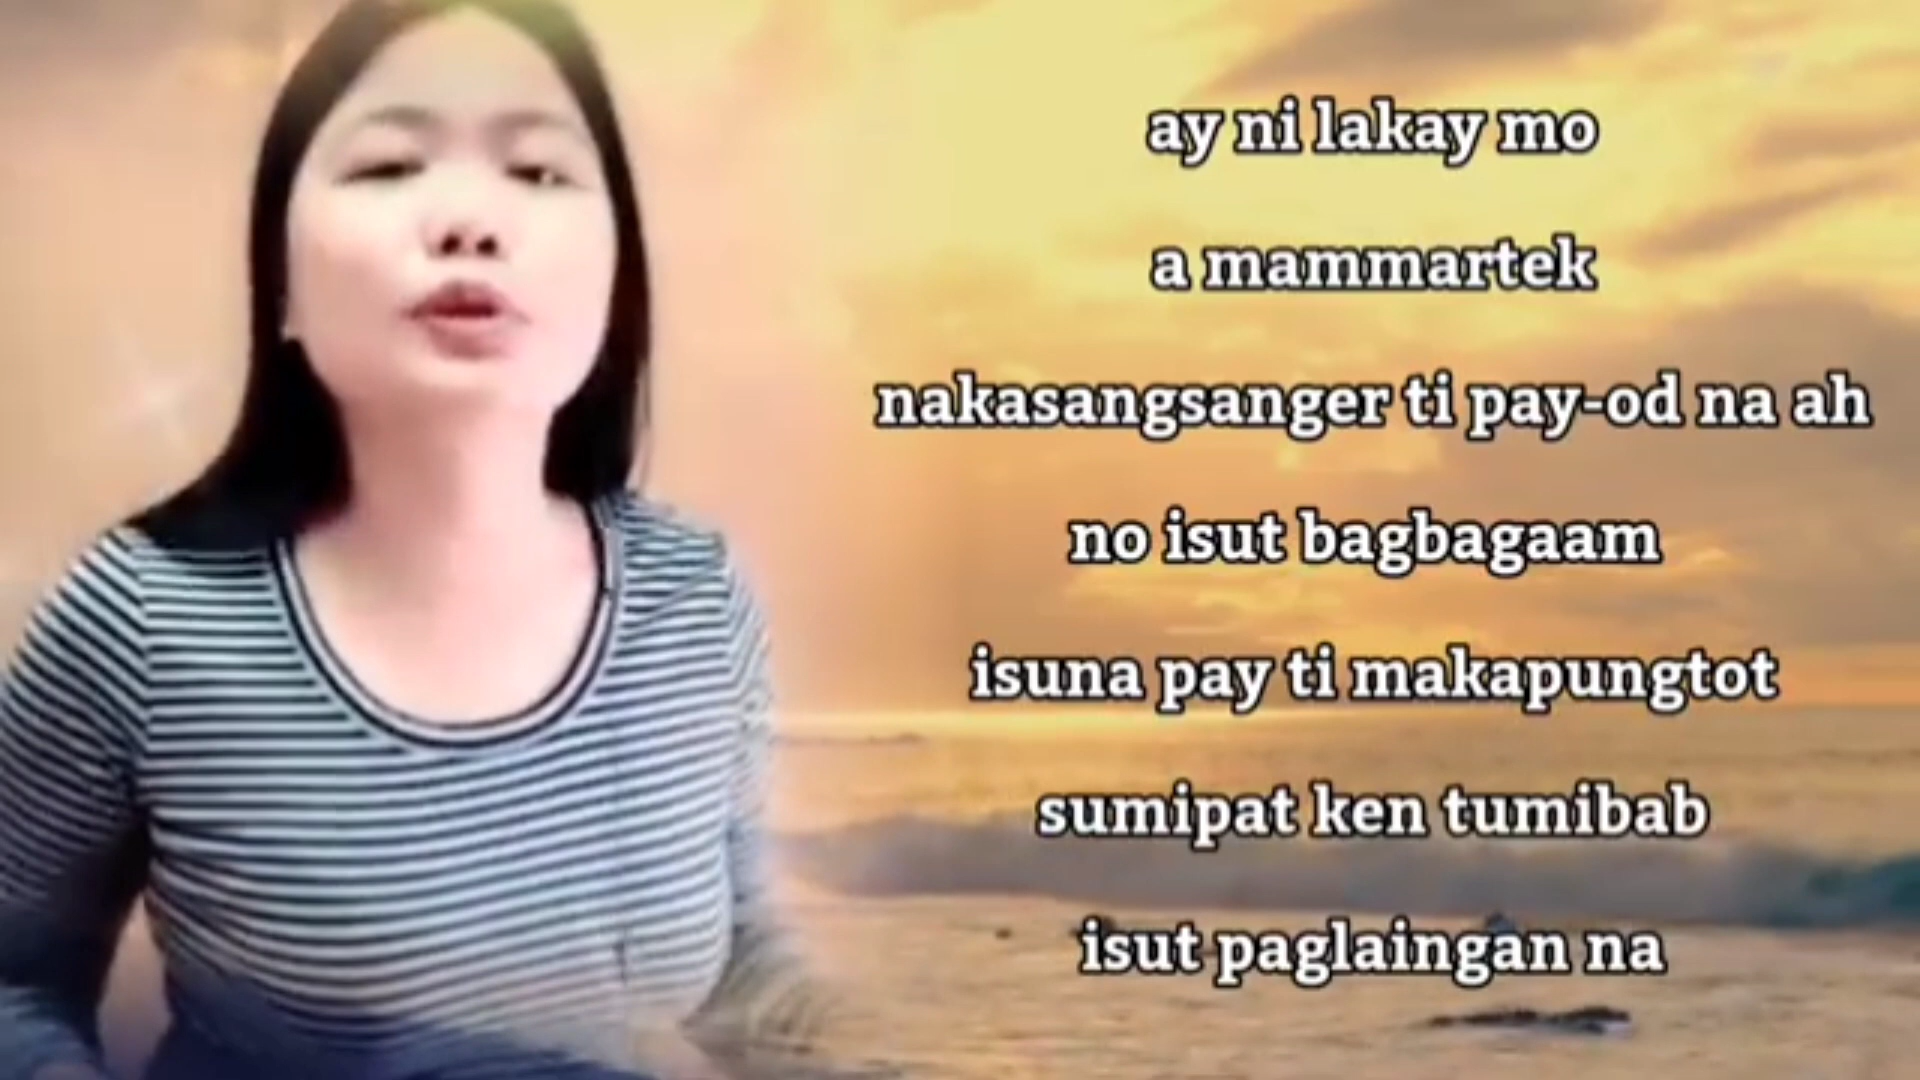 ay ni lakay mo
a mammartek
nakasangsanger ti pay-od na ah
no isut bagbagaam
isuna pay ti makapungtot
sumipat ken tumibab
isut paglaingan na